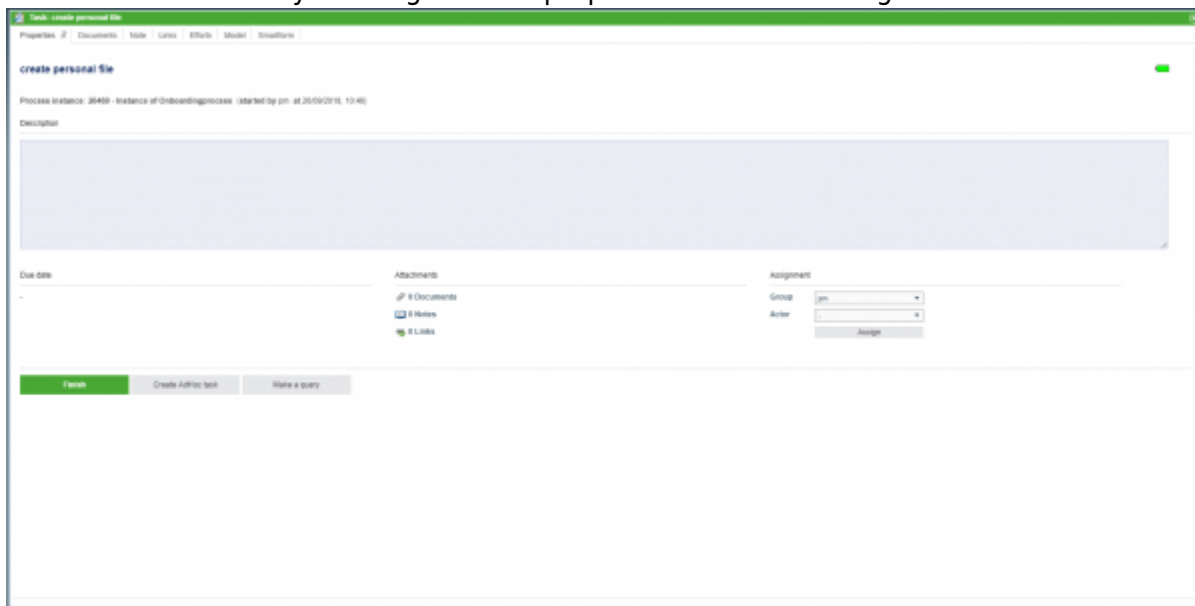 Task: create personal file
Properties Documents Note Links Efforts Model Smartform
create personal file
Process instance: 36469 - Instance of Onboardingprocess (started by pm at 26/09/2018, 10:46)
Description
Due date Attachments Assignment
- 0 Documents Group pm
0 Notes Actor -
0 Links Assign
Finish Create AdHoc task Make a query